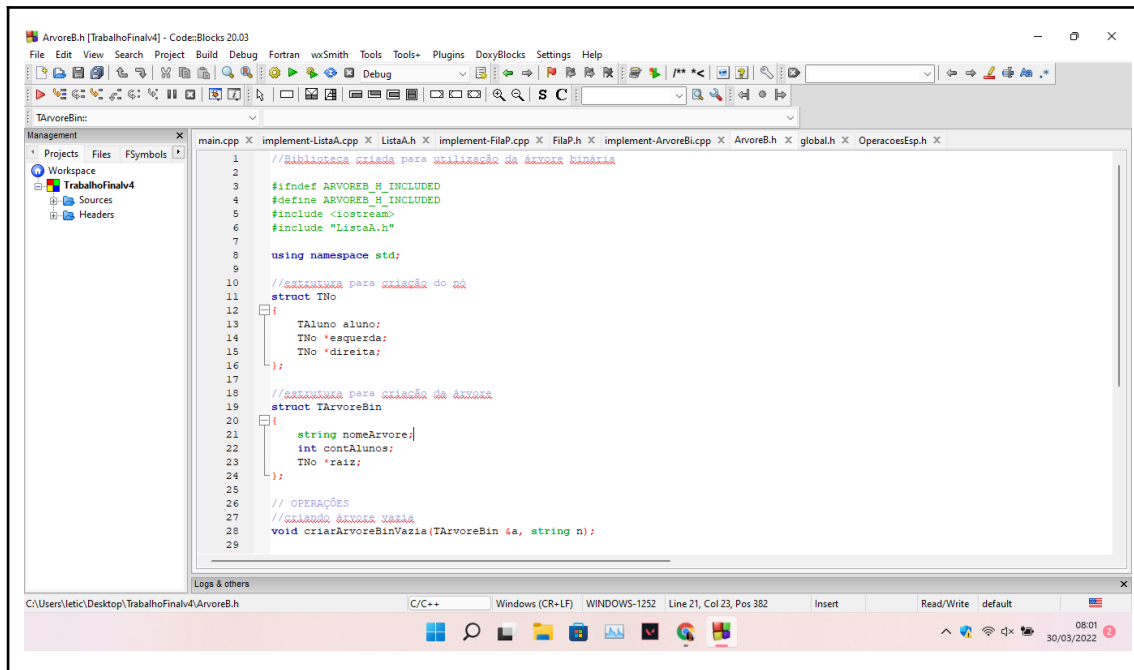 ArvoreB.h [TrabalhoFinalv4] - Code::Blocks 20.03
File Edit View Search Project Build Debug Fortran wxSmith Tools Tools+ Plugins DoxyBlocks Settings Help
Debug
/** *<
S C
TArvoreBin::
Management
Projects Files FSymbols
main.cpp X implement-ListaA.cpp X ListaA.h X implement-FilaP.cpp X FilaP.h X implement-ArvoreBi.cpp X ArvoreB.h X global.h X OperacoesEsp.h X
Workspace
TrabalhoFinalv4
Sources
Headers
1 //Biblioteca criada para utilização da árvore binária
2
3 #ifndef ARVOREB_H_INCLUDED
4 #define ARVOREB_H_INCLUDED
5 #include <iostream>
6 #include "ListaA.h"
7
8 using namespace std;
9
10 //estrutura para criação do nó
11 struct TNo
12 {
13 TAluno aluno;
14 TNo *esquerda;
15 TNo *direita;
16 };
17
18 //estrutura para criação da árvore
19 struct TArvoreBin
20 {
21 string nomeArvore;
22 int contAlunos;
23 TNo *raiz;
24 };
25
26 // OPERAÇÕES
27 //criando árvore vazia
28 void criarArvoreBinVazia(TArvoreBin &a, string n);
29
Logs & others
C:\Users\letic\Desktop\TrabalhoFinalv4\ArvoreB.h C/C++ Windows (CR+LF) WINDOWS-1252 Line 21, Col 23, Pos 382 Insert Read/Write default
08:01
30/03/2022
2